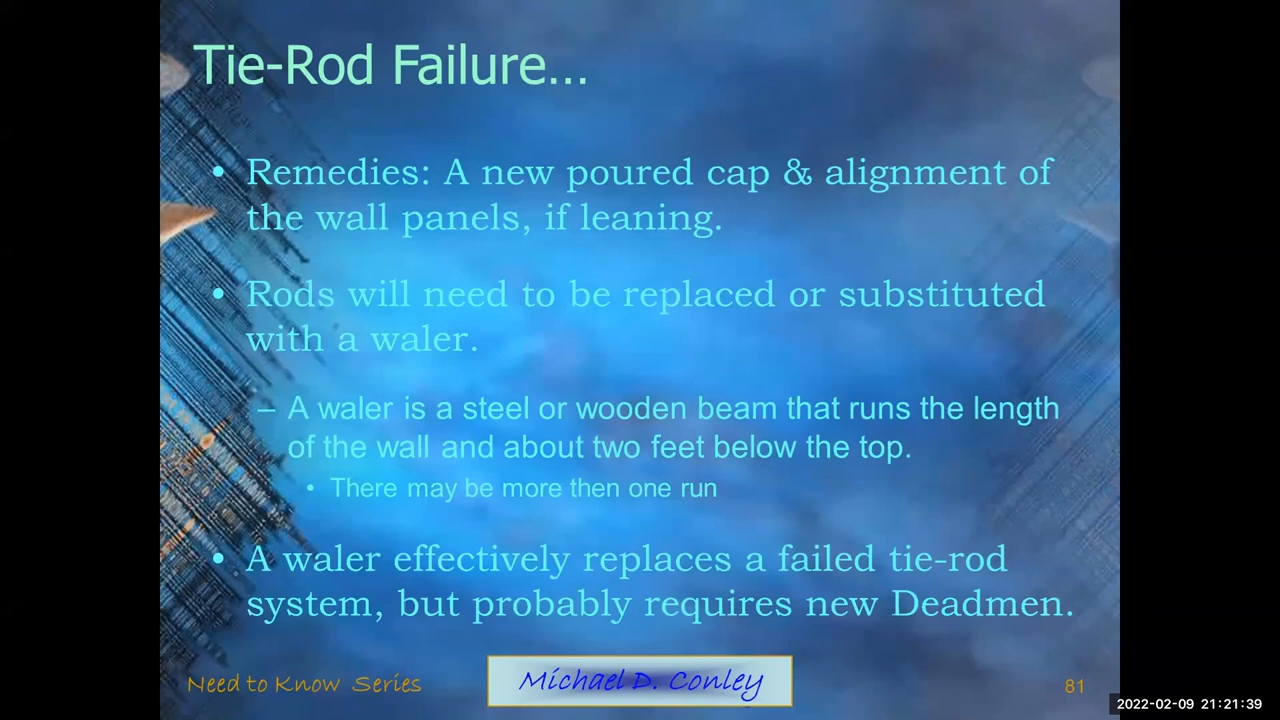 Tie-Rod Failure...
• Remedies: A new poured cap & alignment of
the wall panels, if leaning.
• Rods will need to be replaced or substituted
with a waler.
– A waler is a steel or wooden beam that runs the length
of the wall and about two feet below the top.
• There may be more then one run
• A waler effectively replaces a failed tie-rod
system, but probably requires new Deadmen.
Need to Know Series
Michael D. Conley
81
2022-02-09 21:21:39